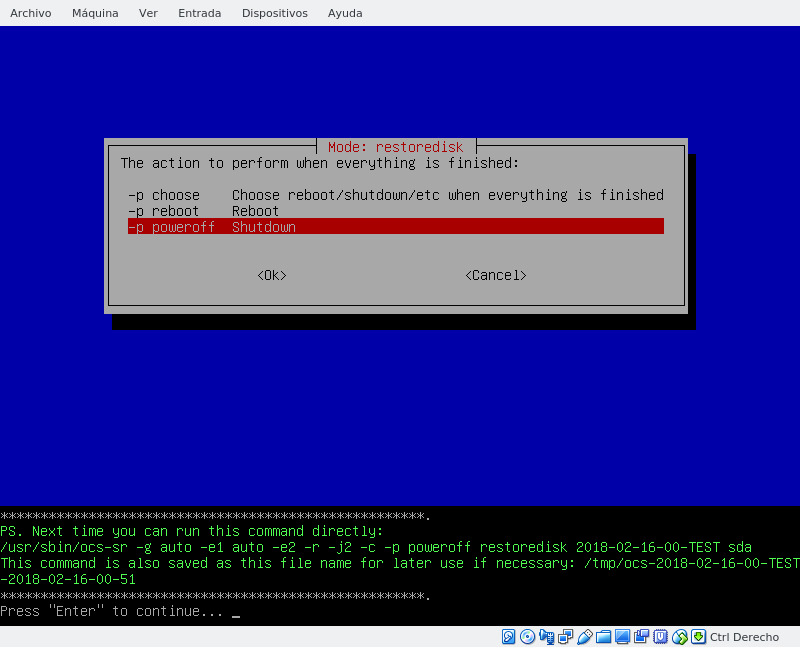 Archivo Máquina Ver Entrada Dispositivos Ayuda
Mode: restoredisk
The action to perform when everything is finished:
-p choose Choose reboot/shutdown/etc when everything is finished
-p reboot Reboot
-p poweroff Shutdown
<Ok> <Cancel>
*****************************************************.
PS. Next time you can run this command directly:
/usr/sbin/ocs-sr -g auto -e1 auto -e2 -r -j2 -c -p poweroff restoredisk 2018-02-16-00-TEST sda
This command is also saved as this file name for later use if necessary: /tmp/ocs-2018-02-16-00-TEST
-2018-02-16-00-51
*****************************************************.
Press "Enter" to continue... _
Ctrl Derecho